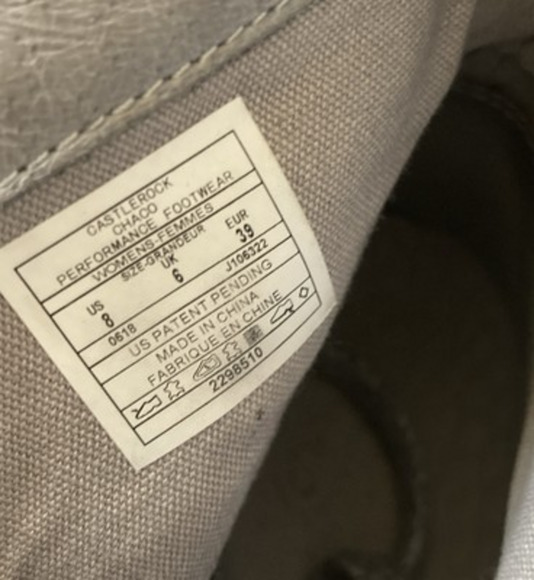 CASTLEROCK
CHACO
PERFORMANCE FOOTWEAR
WOMENS-FEMMES
SIZE-GRANDEUR
US UK EUR
8 6 39
0618 J106322
US PATENT PENDING
MADE IN CHINA
FABRIQUE EN CHINE
2298510